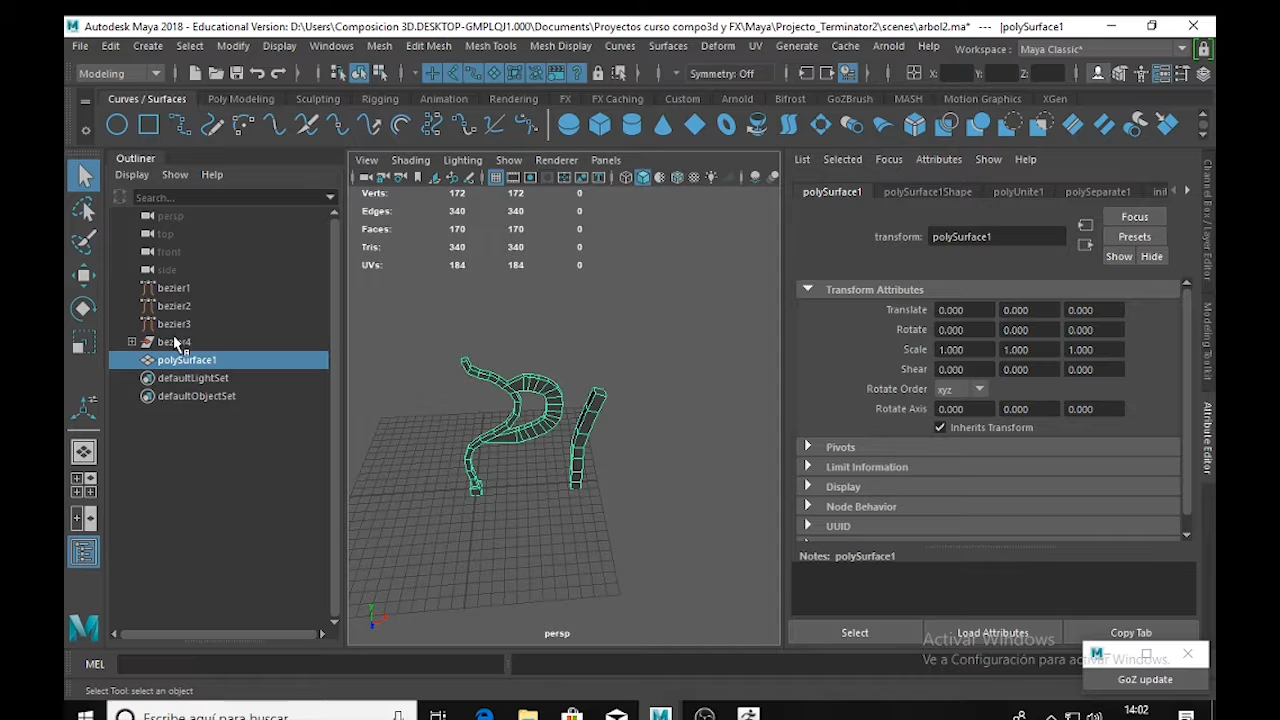 Autodesk Maya 2018 - Educational Version: D:\Users\Composicion 3D.DESKTOP-GMPLQJ1.000\Documents\Proyectos curso compo3d y FX\Maya\Projecto_Terminator2\scenes\arbol2.ma* --- |polySurface1
File Edit Create Select Modify Display Windows Mesh Edit Mesh Mesh Tools Mesh Display Curves Surfaces Deform UV Generate Cache Arnold Help Workspace : Maya Classic*
Modeling Symmetry: Off X: Y: Z:
Curves / Surfaces Poly Modeling Sculpting Rigging Animation Rendering FX FX Caching Custom Arnold Bifrost GoZBrush MASH Motion Graphics XGen
Outliner
Display Show Help
Search...
persp
top
front
side
bezier1
bezier2
bezier3
bezier4
polySurface1
defaultLightSet
defaultObjectSet
View Shading Lighting Show Renderer Panels
Verts: 172 172 0
Edges: 340 340 0
Faces: 170 170 0
Tris: 340 340 0
UVs: 184 184 0
persp
List Selected Focus Attributes Show Help
polySurface1 polySurface1Shape polyUnite1 polySeparate1 init
transform: polySurface1
Focus
Presets
Show Hide
Transform Attributes
Translate 0.000 0.000 0.000
Rotate 0.000 0.000 0.000
Scale 1.000 1.000 1.000
Shear 0.000 0.000 0.000
Rotate Order xyz
Rotate Axis 0.000 0.000 0.000
Inherits Transform
Pivots
Limit Information
Display
Node Behavior
UUID
Notes: polySurface1
Select Load Attributes Copy Tab
Activar Windows
Ve a Configuración para activar Windows.
GoZ update
Channel Box / Layer Editor
Modeling Toolkit
Attribute Editor
MEL
Select Tool: select an object
Escribe aquí para buscar
14:02